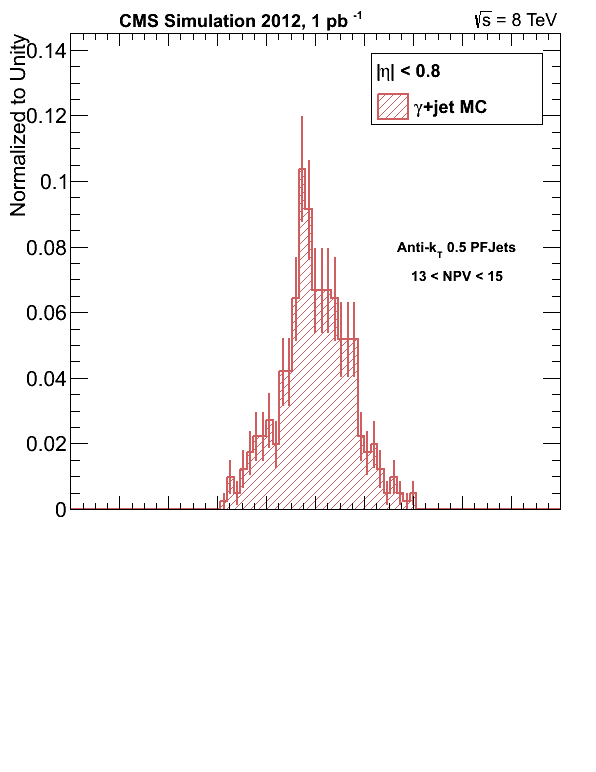 CMS Simulation 2012, 1 pb -1
√s = 8 TeV
Normalized to Unity
0.14
0.12
0.1
0.08
0.06
0.04
0.02
0
|η| < 0.8
γ+jet MC
Anti-kT 0.5 PFJets
13 < NPV < 15